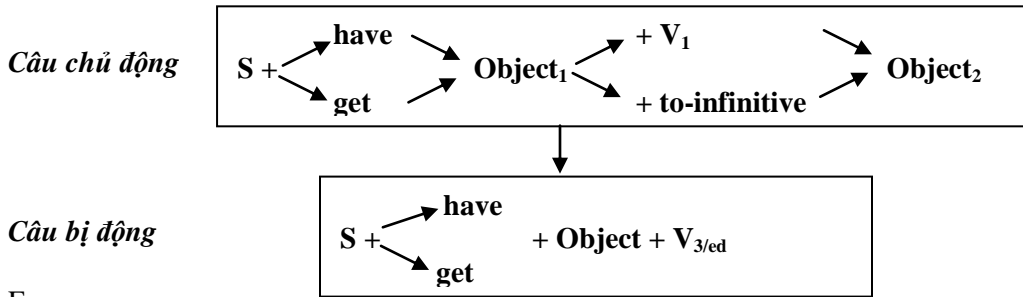 have + V₁
Câu chủ động S + Object₁ Object₂
get + to-infinitive
have
Câu bị động S + + Object + V₃/ed
get